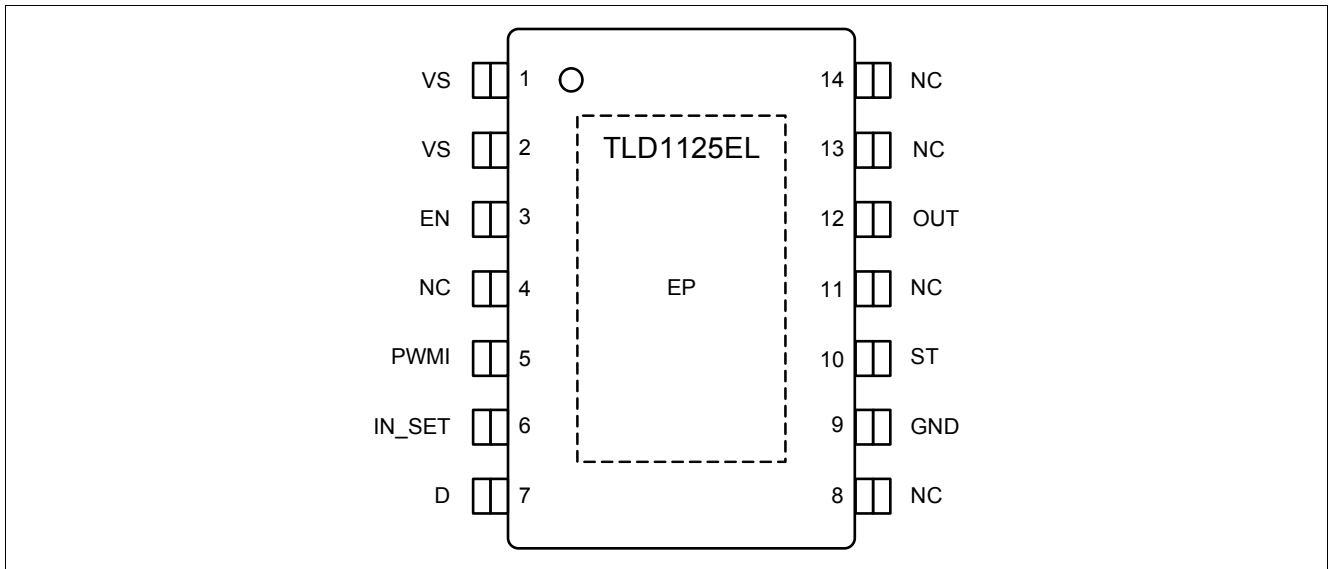 VS 1 14 NC
VS 2 TLD1125EL 13 NC
EN 3 12 OUT
NC 4 EP 11 NC
PWMI 5 10 ST
IN_SET 6 9 GND
D 7 8 NC